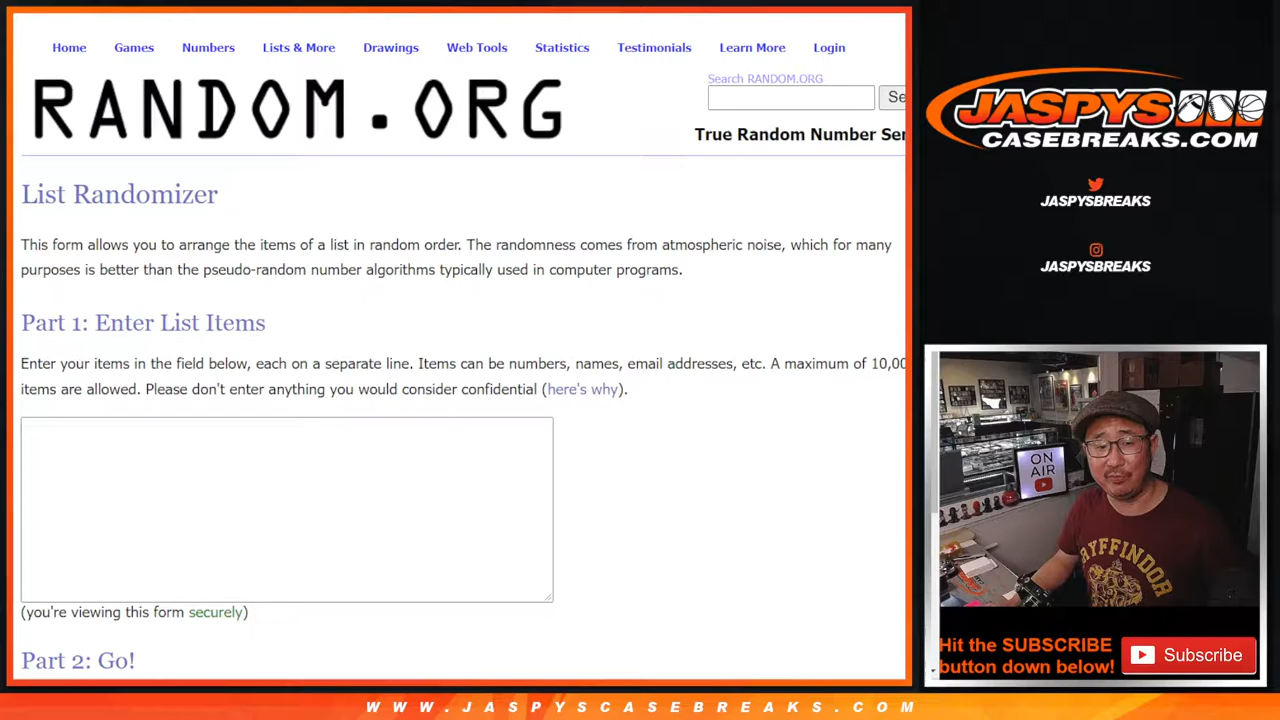 Home Games Numbers Lists & More Drawings Web Tools Statistics Testimonials Learn More Login
RANDOM.ORG
Search RANDOM.ORG
Se
True Random Number Ser
List Randomizer
This form allows you to arrange the items of a list in random order. The randomness comes from atmospheric noise, which for many
purposes is better than the pseudo-random number algorithms typically used in computer programs.
Part 1: Enter List Items
Enter your items in the field below, each on a separate line. Items can be numbers, names, email addresses, etc. A maximum of 10,00
items are allowed. Please don't enter anything you would consider confidential (here's why).
(you're viewing this form securely)
Part 2: Go!
JASPYS
CASEBREAKS.COM
JASPYSBREAKS
JASPYSBREAKS
ON
AIR
RYFFINDOR
Hit the SUBSCRIBE
button down below!
Subscribe
WWW.JASPYSCASEBREAKS.COM